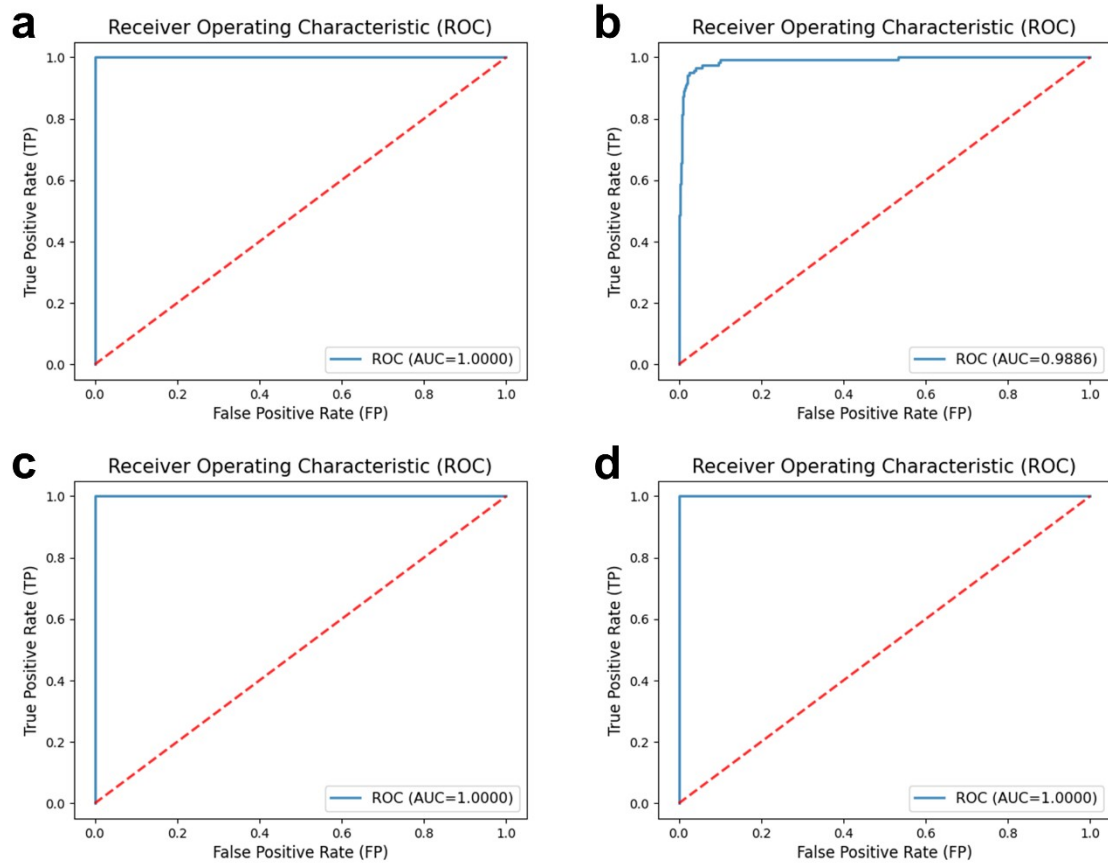 a
Receiver Operating Characteristic (ROC)
1.0
0.8
0.6
0.4
0.2
0.0
True Positive Rate (TP)
ROC (AUC=1.0000)
0.0 0.2 0.4 0.6 0.8 1.0
False Positive Rate (FP)
b
Receiver Operating Characteristic (ROC)
1.0
0.8
0.6
0.4
0.2
0.0
True Positive Rate (TP)
ROC (AUC=0.9886)
0.0 0.2 0.4 0.6 0.8 1.0
False Positive Rate (FP)
c
Receiver Operating Characteristic (ROC)
1.0
0.8
0.6
0.4
0.2
0.0
True Positive Rate (TP)
ROC (AUC=1.0000)
0.0 0.2 0.4 0.6 0.8 1.0
False Positive Rate (FP)
d
Receiver Operating Characteristic (ROC)
1.0
0.8
0.6
0.4
0.2
0.0
True Positive Rate (TP)
ROC (AUC=1.0000)
0.0 0.2 0.4 0.6 0.8 1.0
False Positive Rate (FP)